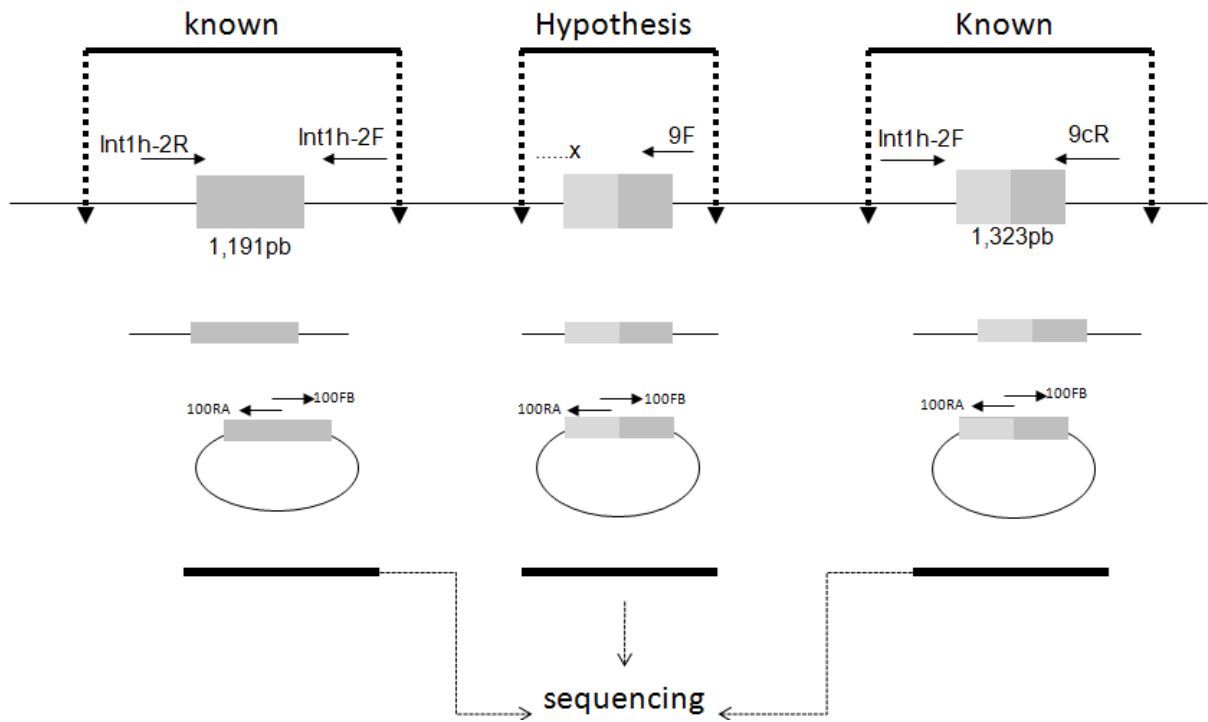 known
Hypothesis
Known
Int1h-2R
Int1h-2F
......x
9F
Int1h-2F
9cR
1,191pb
1,323pb
100RA
100FB
100RA
100FB
100RA
100FB
sequencing